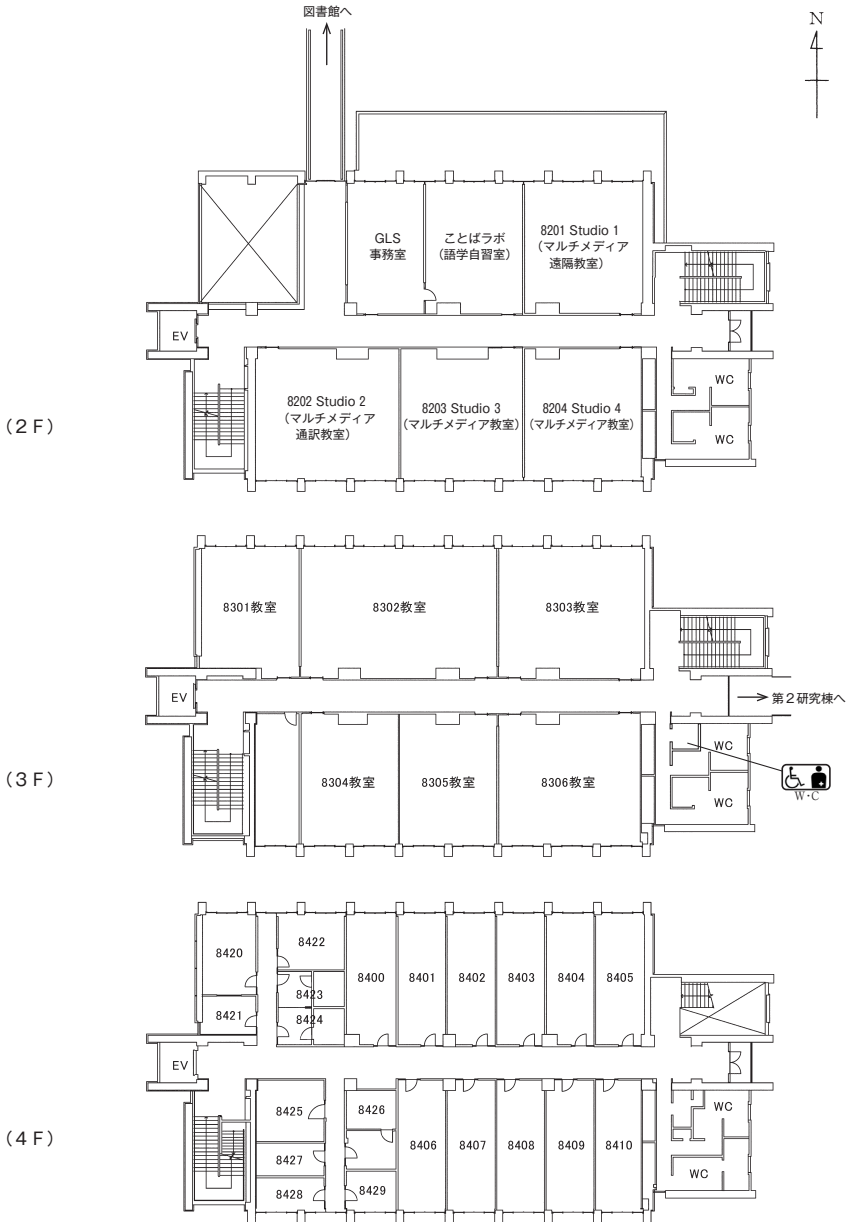 図書館へ
N
GLS
事務室
ことばラボ
(語学自習室)
8201 Studio 1
(マルチメディア
遠隔教室)
EV
8202 Studio 2
(マルチメディア
通訳教室)
8203 Studio 3
(マルチメディア教室)
8204 Studio 4
(マルチメディア教室)
WC
WC
(2F)
8301教室
8302教室
8303教室
EV
第2研究棟へ
8304教室
8305教室
8306教室
WC
WC
W·C
(3F)
8420
8421
8422
8423
8424
8400
8401
8402
8403
8404
8405
EV
8425
8426
8427
8428
8429
8406
8407
8408
8409
8410
WC
WC
(4F)